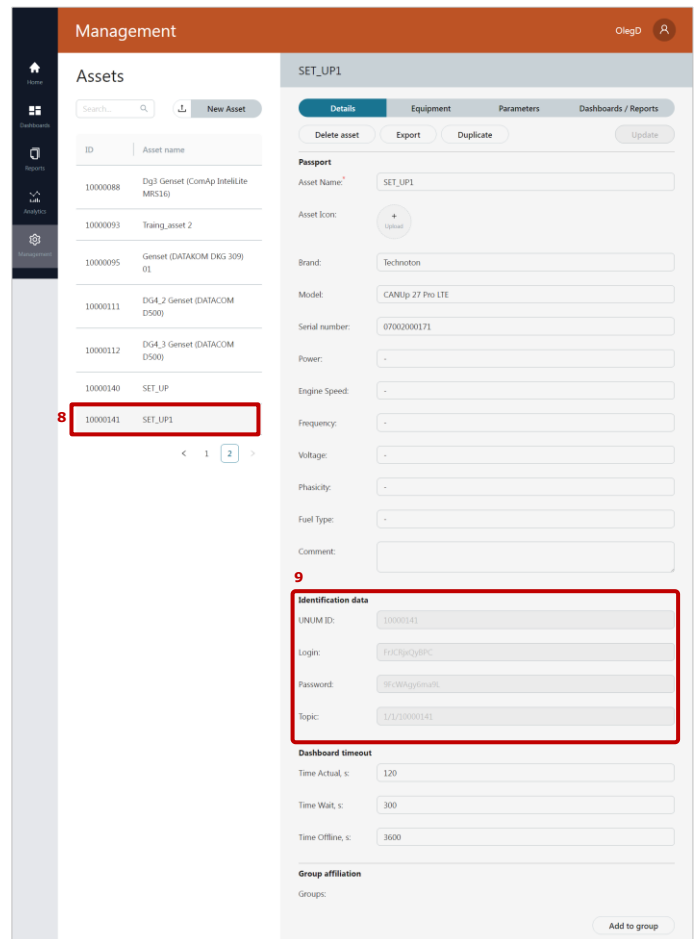 Management
OlegD
Home
Dashboards
Reports
Analytics
Management
Assets
Search...
New Asset
ID
Asset name
10000088
Dg3 Genset (ComAp InteliLite
MRS16)
10000093
Traing_asset 2
10000095
Genset (DATAKOM DKG 309)
01
10000111
DG4_2 Genset (DATACOM
D500)
10000112
DG4_3 Genset (DATACOM
D500)
10000140
SET_UP
8
10000141
SET_UP1
< 1 2 >
SET_UP1
Details
Equipment
Parameters
Dashboards / Reports
Delete asset
Export
Duplicate
Update
Passport
Asset Name:*
SET_UP1
Asset Icon:
+
Upload
Brand:
Technoton
Model:
CANUp 27 Pro LTE
Serial number:
07002000171
Power:
-
Engine Speed:
-
Frequency:
-
Voltage:
-
Phasicity:
-
Fuel Type:
-
Comment:
9
Identification data
UNUM ID:
10000141
Login:
Password:
Topic:
1/1/10000141
Dashboard timeout
Time Actual, s:
120
Time Wait, s:
300
Time Offline, s:
3600
Group affiliation
Groups:
Add to group